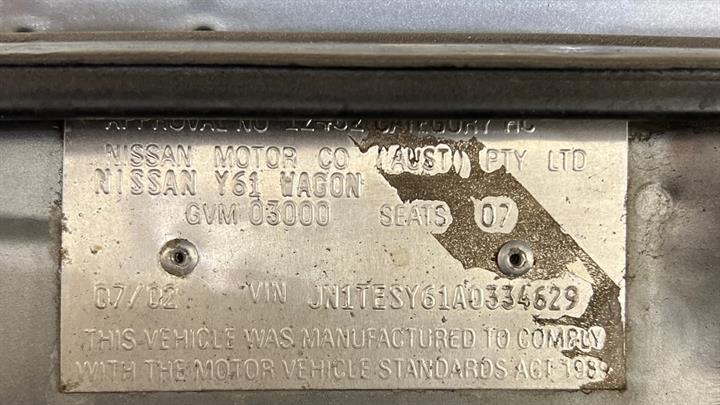 APPROVAL NO 12482 CATEGORY MC
NISSAN MOTOR CO (AUST) PTY LTD
NISSAN Y61 WAGON
GVM 03000 SEATS 07
07/02 VIN JN1TESY61A0334629
THIS VEHICLE WAS MANUFACTURED TO COMPLY
WITH THE MOTOR VEHICLE STANDARDS ACT 1989